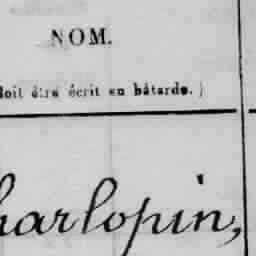 NOM.
doit être écrit en bâtarde.)
harlopin,